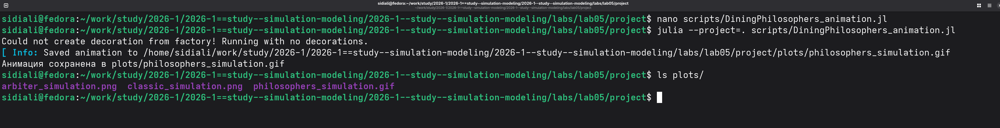 sidiali@fedora:~/work/study/2026-1/2026-1==study--simulation-modeling/2026-1--study--simulation-modeling/labs/lab05/project
~/work/study/2026-1/2026-1==study--simulation-modeling/2026-1--study--simulation-modeling/labs/lab05/project
sidiali@fedora:~/work/study/2026-1/2026-1==study--simulation-modeling/2026-1--study--simulation-modeling/labs/lab05/project$ nano scripts/DiningPhilosophers_animation.jl
sidiali@fedora:~/work/study/2026-1/2026-1==study--simulation-modeling/2026-1--study--simulation-modeling/labs/lab05/project$ julia --project=. scripts/DiningPhilosophers_animation.jl
Could not create decoration from factory! Running with no decorations.
[ Info: Saved animation to /home/sidiali/work/study/2026-1/2026-1==study--simulation-modeling/2026-1--study--simulation-modeling/labs/lab05/project/plots/philosophers_simulation.gif
Анимация сохранена в plots/philosophers_simulation.gif
sidiali@fedora:~/work/study/2026-1/2026-1==study--simulation-modeling/2026-1--study--simulation-modeling/labs/lab05/project$ ls plots/
arbiter_simulation.png  classic_simulation.png  philosophers_simulation.gif
sidiali@fedora:~/work/study/2026-1/2026-1==study--simulation-modeling/2026-1--study--simulation-modeling/labs/lab05/project$